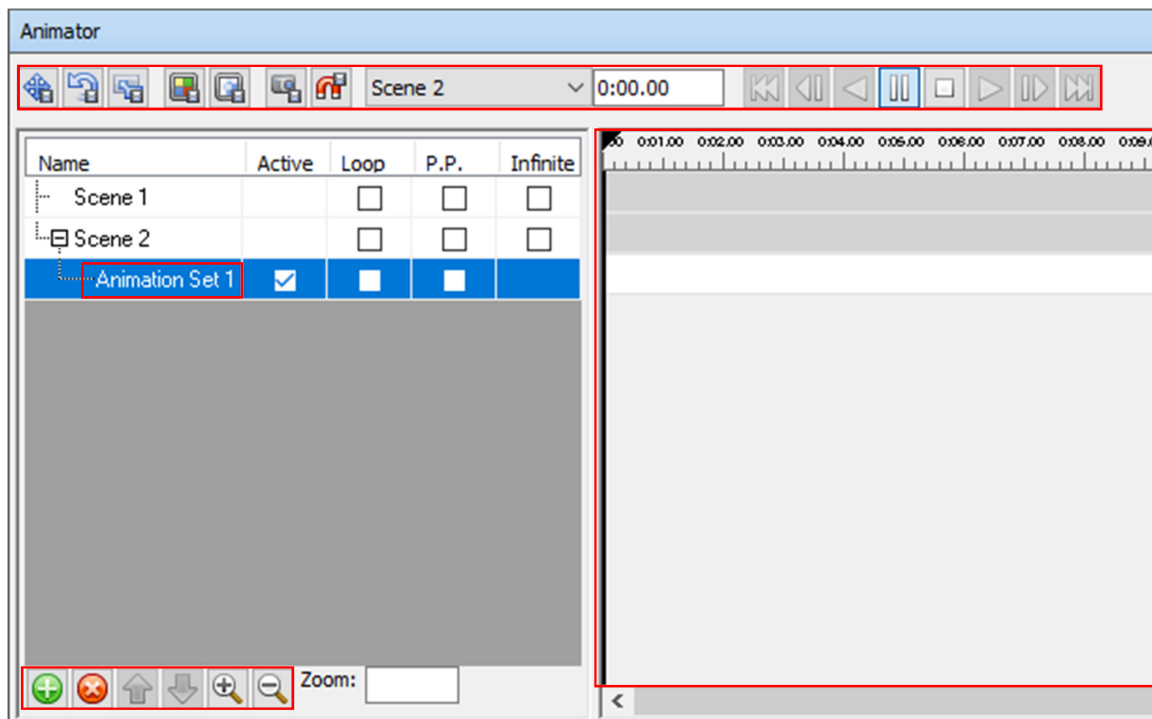 Animator
Scene 2 0:00.00
Name Active Loop P.P. Infinite
0:01.00 0:02.00 0:03.00 0:04.00 0:05.00 0:06.00 0:07.00 0:08.00
Scene 1
Scene 2
Animation Set 1
Zoom: